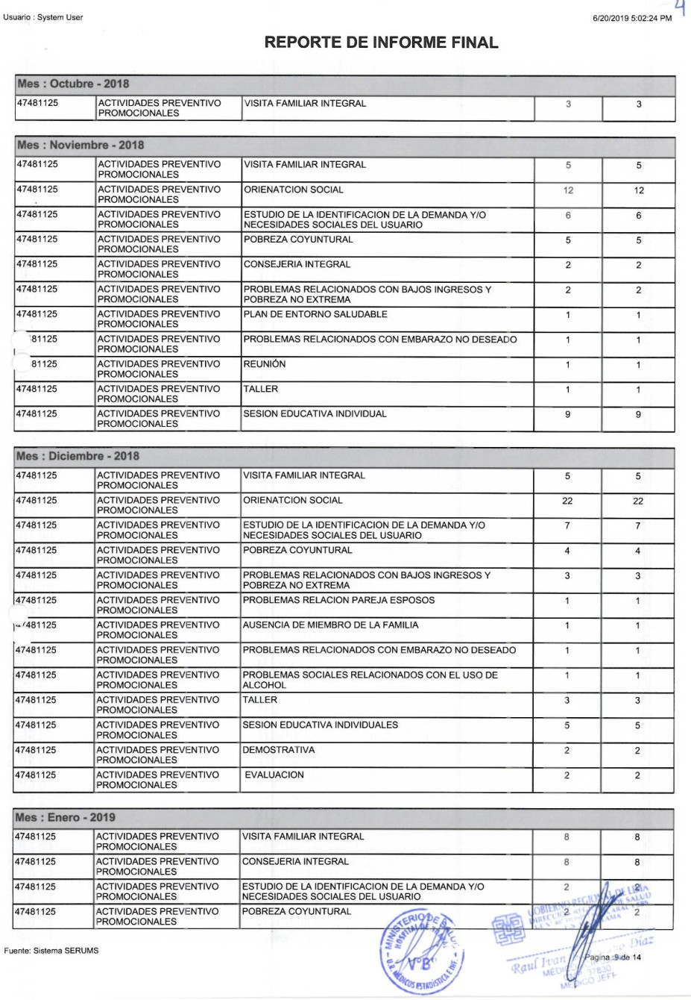 4
Usuario : System User
6/20/2019 5:02:24 PM
REPORTE DE INFORME FINAL
Mes : Octubre - 2018
47481125 ACTIVIDADES PREVENTIVO PROMOCIONALES VISITA FAMILIAR INTEGRAL 3 3
Mes : Noviembre - 2018
47481125 ACTIVIDADES PREVENTIVO PROMOCIONALES VISITA FAMILIAR INTEGRAL 5 5
47481125 ACTIVIDADES PREVENTIVO PROMOCIONALES ORIENATCION SOCIAL 12 12
47481125 ACTIVIDADES PREVENTIVO PROMOCIONALES ESTUDIO DE LA IDENTIFICACION DE LA DEMANDA Y/O NECESIDADES SOCIALES DEL USUARIO 6 6
47481125 ACTIVIDADES PREVENTIVO PROMOCIONALES POBREZA COYUNTURAL 5 5
47481125 ACTIVIDADES PREVENTIVO PROMOCIONALES CONSEJERIA INTEGRAL 2 2
47481125 ACTIVIDADES PREVENTIVO PROMOCIONALES PROBLEMAS RELACIONADOS CON BAJOS INGRESOS Y POBREZA NO EXTREMA 2 2
47481125 ACTIVIDADES PREVENTIVO PROMOCIONALES PLAN DE ENTORNO SALUDABLE 1 1
81125 ACTIVIDADES PREVENTIVO PROMOCIONALES PROBLEMAS RELACIONADOS CON EMBARAZO NO DESEADO 1 1
81125 ACTIVIDADES PREVENTIVO PROMOCIONALES REUNIÓN 1 1
47481125 ACTIVIDADES PREVENTIVO PROMOCIONALES TALLER 1 1
47481125 ACTIVIDADES PREVENTIVO PROMOCIONALES SESION EDUCATIVA INDIVIDUAL 9 9
Mes : Diciembre - 2018
47481125 ACTIVIDADES PREVENTIVO PROMOCIONALES VISITA FAMILIAR INTEGRAL 5 5
47481125 ACTIVIDADES PREVENTIVO PROMOCIONALES ORIENATCION SOCIAL 22 22
47481125 ACTIVIDADES PREVENTIVO PROMOCIONALES ESTUDIO DE LA IDENTIFICACION DE LA DEMANDA Y/O NECESIDADES SOCIALES DEL USUARIO 7 7
47481125 ACTIVIDADES PREVENTIVO PROMOCIONALES POBREZA COYUNTURAL 4 4
47481125 ACTIVIDADES PREVENTIVO PROMOCIONALES PROBLEMAS RELACIONADOS CON BAJOS INGRESOS Y POBREZA NO EXTREMA 3 3
47481125 ACTIVIDADES PREVENTIVO PROMOCIONALES PROBLEMAS RELACION PAREJA ESPOSOS 1 1
481125 ACTIVIDADES PREVENTIVO PROMOCIONALES AUSENCIA DE MIEMBRO DE LA FAMILIA 1 1
47481125 ACTIVIDADES PREVENTIVO PROMOCIONALES PROBLEMAS RELACIONADOS CON EMBARAZO NO DESEADO 1 1
47481125 ACTIVIDADES PREVENTIVO PROMOCIONALES PROBLEMAS SOCIALES RELACIONADOS CON EL USO DE ALCOHOL 1 1
47481125 ACTIVIDADES PREVENTIVO PROMOCIONALES TALLER 3 3
47481125 ACTIVIDADES PREVENTIVO PROMOCIONALES SESION EDUCATIVA INDIVIDUALES 5 5
47481125 ACTIVIDADES PREVENTIVO PROMOCIONALES DEMOSTRATIVA 2 2
47481125 ACTIVIDADES PREVENTIVO PROMOCIONALES EVALUACION 2 2
Mes : Enero - 2019
47481125 ACTIVIDADES PREVENTIVO PROMOCIONALES VISITA FAMILIAR INTEGRAL 8 8
47481125 ACTIVIDADES PREVENTIVO PROMOCIONALES CONSEJERIA INTEGRAL 8 8
47481125 ACTIVIDADES PREVENTIVO PROMOCIONALES ESTUDIO DE LA IDENTIFICACION DE LA DEMANDA Y/O NECESIDADES SOCIALES DEL USUARIO 2 2
47481125 ACTIVIDADES PREVENTIVO PROMOCIONALES POBREZA COYUNTURAL 2 2
MINISTERIO DE SALUD
V°B°
GOBIERNO REGIONAL DE LIMA
Raul Ivan Díaz
37830
MEDICO JEFE
Fuente: Sistema SERUMS
Pagina 9 de 14